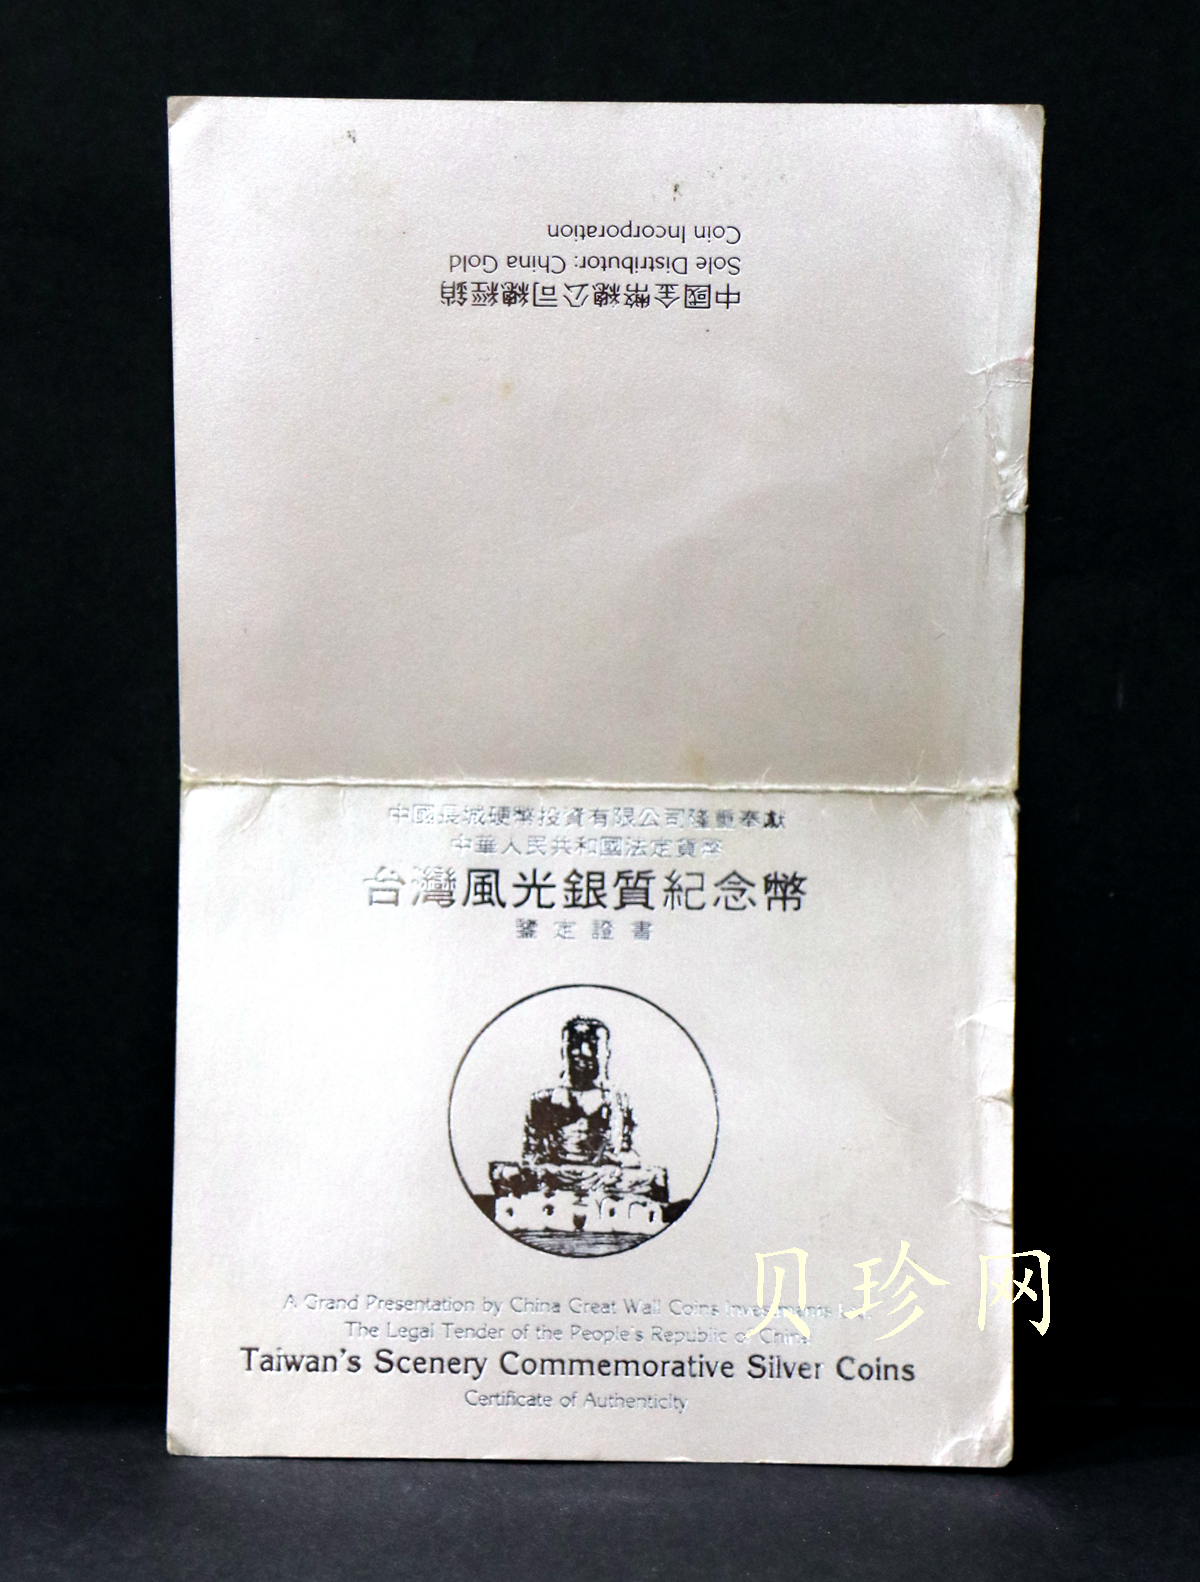 中國金幣總公司總經銷
Sole Distributor: China Gold
Coin Incorporation
中國長城硬幣投資有限公司隆重奉獻
中華人民共和國法定貨幣
台灣風光銀質紀念幣
鑒定證書
A Grand Presentation by China Great Wall Coins Investments Ltd.
The Legal Tender of the People's Republic of China
Taiwan's Scenery Commemorative Silver Coins
Certificate of Authenticity
贝珍网